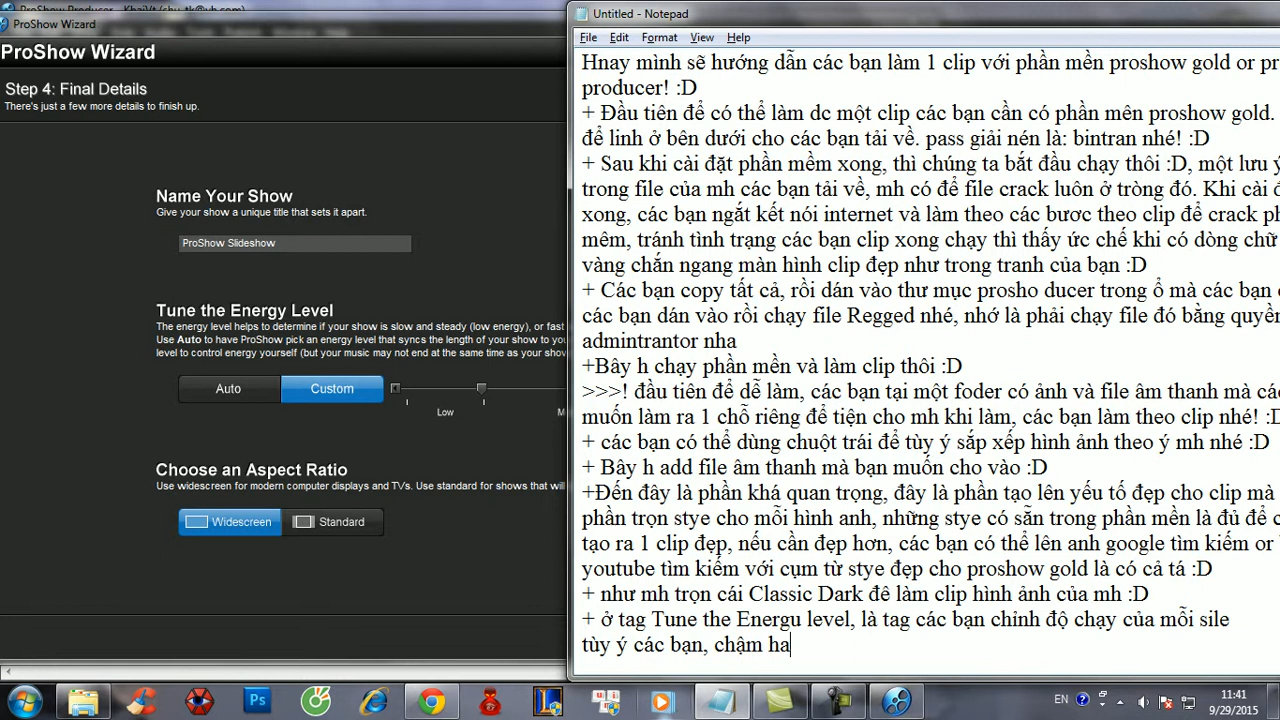 ProShow Producer - KhaiVt (chu_tk@yh.com)
ProShow Wizard
ProShow Wizard
Step 4: Final Details
There's just a few more details to finish up.
Name Your Show
Give your show a unique title that sets it apart.
ProShow Slideshow
Tune the Energy Level
The energy level helps to determine if your show is slow and steady (low energy), or fast
Use Auto to have ProShow pick an energy level that syncs the length of your show to you
level to control energy yourself (but your music may not end at the same time as your show
Auto
Custom
Low
M
Choose an Aspect Ratio
Use widescreen for modern computer displays and TVs. Use standard for shows that will
Widescreen
Standard
Untitled - Notepad
File Edit Format View Help
Hnay mình sẽ hướng dẫn các bạn làm 1 clip với phần mền proshow gold or pr
producer! :D
+ Đầu tiên để có thể làm dc một clip các bạn cần có phần mên proshow gold.
để linh ở bên dưới cho các bạn tải về. pass giải nén là: bintran nhé! :D
+ Sau khi cài đặt phần mềm xong, thì chúng ta bắt đầu chạy thôi :D, một lưu ý
trong file của mh các bạn tải về, mh có để file crack luôn ở tròng đó. Khi cài đ
xong, các bạn ngắt kết nói internet và làm theo các bươc theo clip để crack ph
mêm, tránh tình trạng các bạn clip xong chạy thì thấy ức chế khi có dòng chữ
vàng chắn ngang màn hình clip đẹp như trong tranh của bạn :D
+ Các bạn copy tất cả, rồi dán vào thư mục prosho ducer trong ổ mà các bạn c
các bạn dán vào rồi chạy file Regged nhé, nhớ là phải chạy file đó bằng quyền
admintrantor nha
+Bây h chạy phần mền và làm clip thôi :D
>>>! đầu tiên để dễ làm, các bạn tại một foder có ảnh và file âm thanh mà các
muốn làm ra 1 chỗ riêng để tiện cho mh khi làm, các bạn làm theo clip nhé! :D
+ các bạn có thể dùng chuột trái để tùy ý sắp xếp hình ảnh theo ý mh nhé :D
+ Bây h add file âm thanh mà bạn muốn cho vào :D
+Đến đây là phần khá quan trọng, đây là phần tạo lên yếu tố đẹp cho clip mà
phần trọn stye cho mỗi hình anh, những stye có sẵn trong phần mền là đủ để c
tạo ra 1 clip đẹp, nếu cần đẹp hơn, các bạn có thể lên anh google tìm kiếm or
youtube tìm kiếm với cụm từ stye đẹp cho proshow gold là có cả tá :D
+ như mh trọn cái Classic Dark đê làm clip hình ảnh của mh :D
+ ở tag Tune the Energu level, là tag các bạn chỉnh độ chạy của mỗi sile
tùy ý các bạn, chậm ha
EN
11:41
9/29/2015